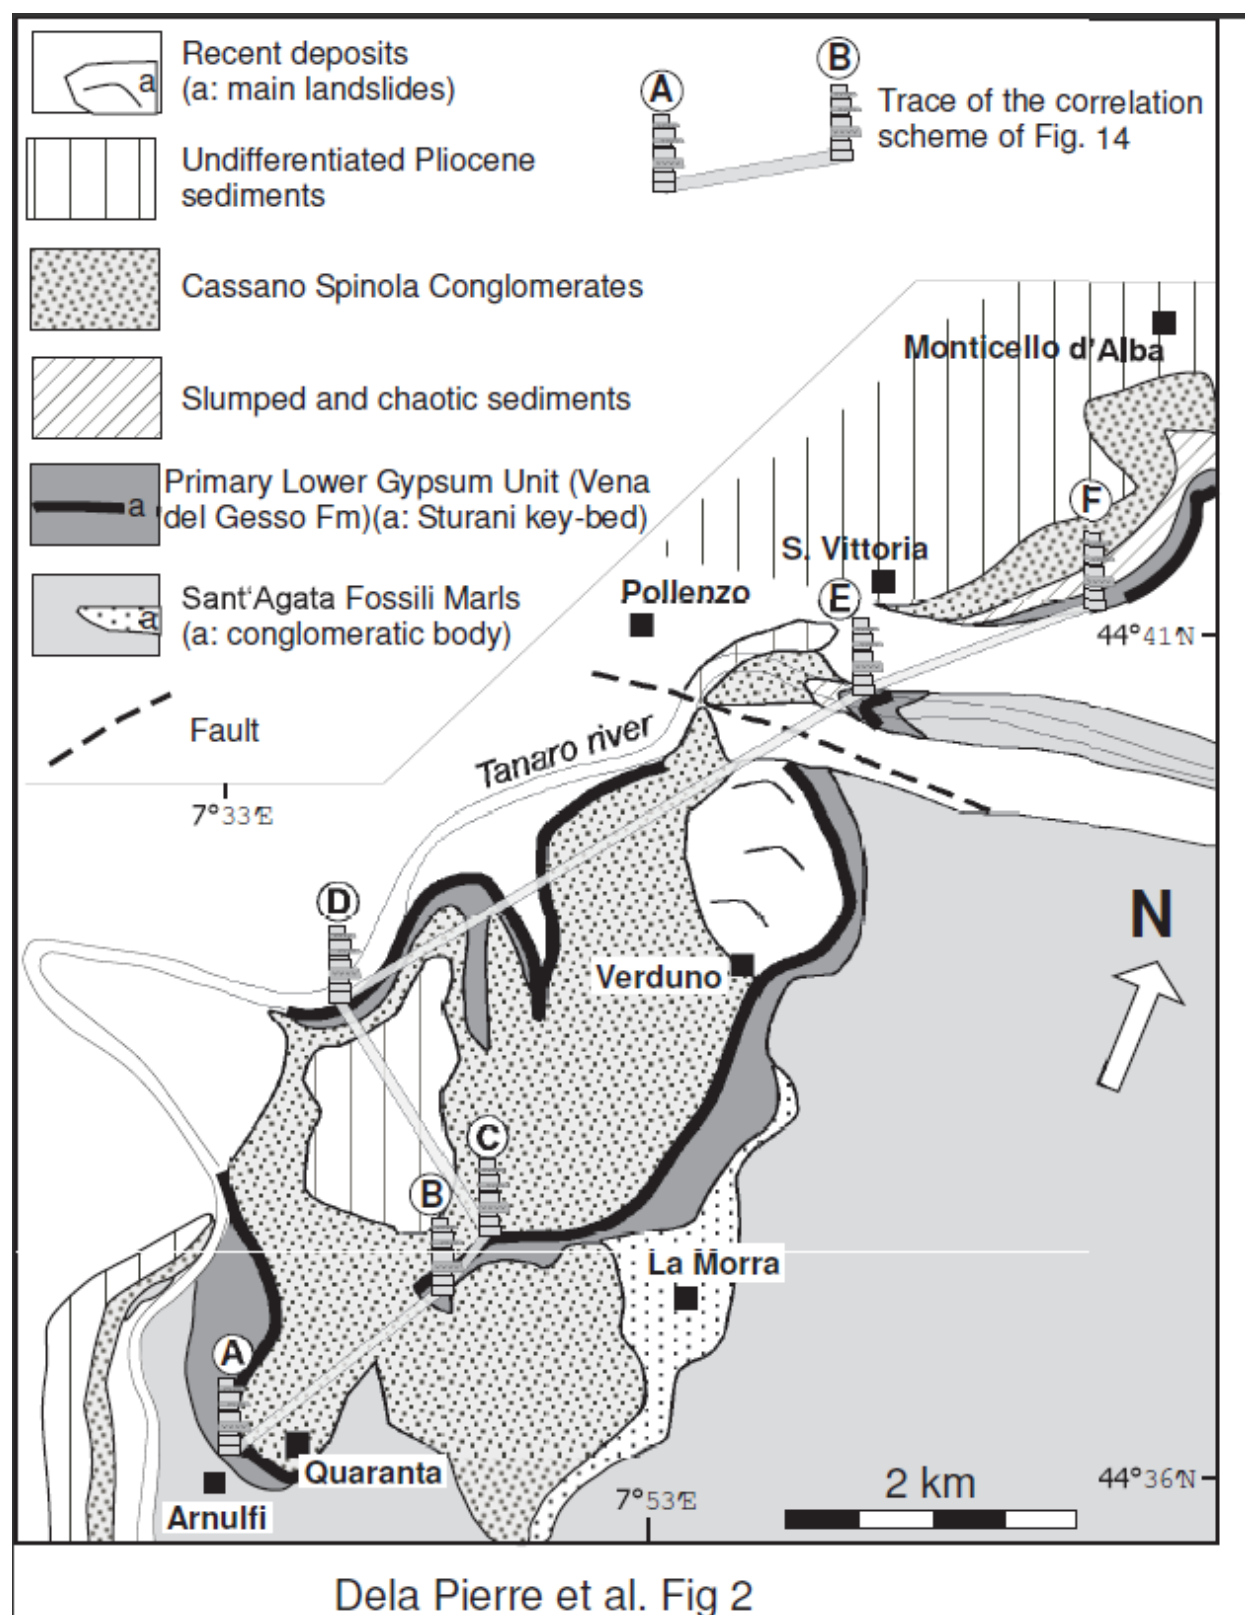 Recent deposits
(a: main landslides)
a
Undifferentiated Pliocene
sediments
Cassano Spinola Conglomerates
Slumped and chaotic sediments
Primary Lower Gypsum Unit (Vena
del Gesso Fm)(a: Sturani key-bed)
a
Sant'Agata Fossili Marls
(a: conglomeratic body)
a
Fault
A
B
Trace of the correlation
scheme of Fig. 14
Monticello d'Alba
F
S. Vittoria
Pollenzo
E
44°41'N
Tanaro river
7°33'E
D
N
Verduno
C
B
La Morra
A
Quaranta
Arnulfi
7°53'E
2 km
44°36'N
Dela Pierre et al. Fig 2